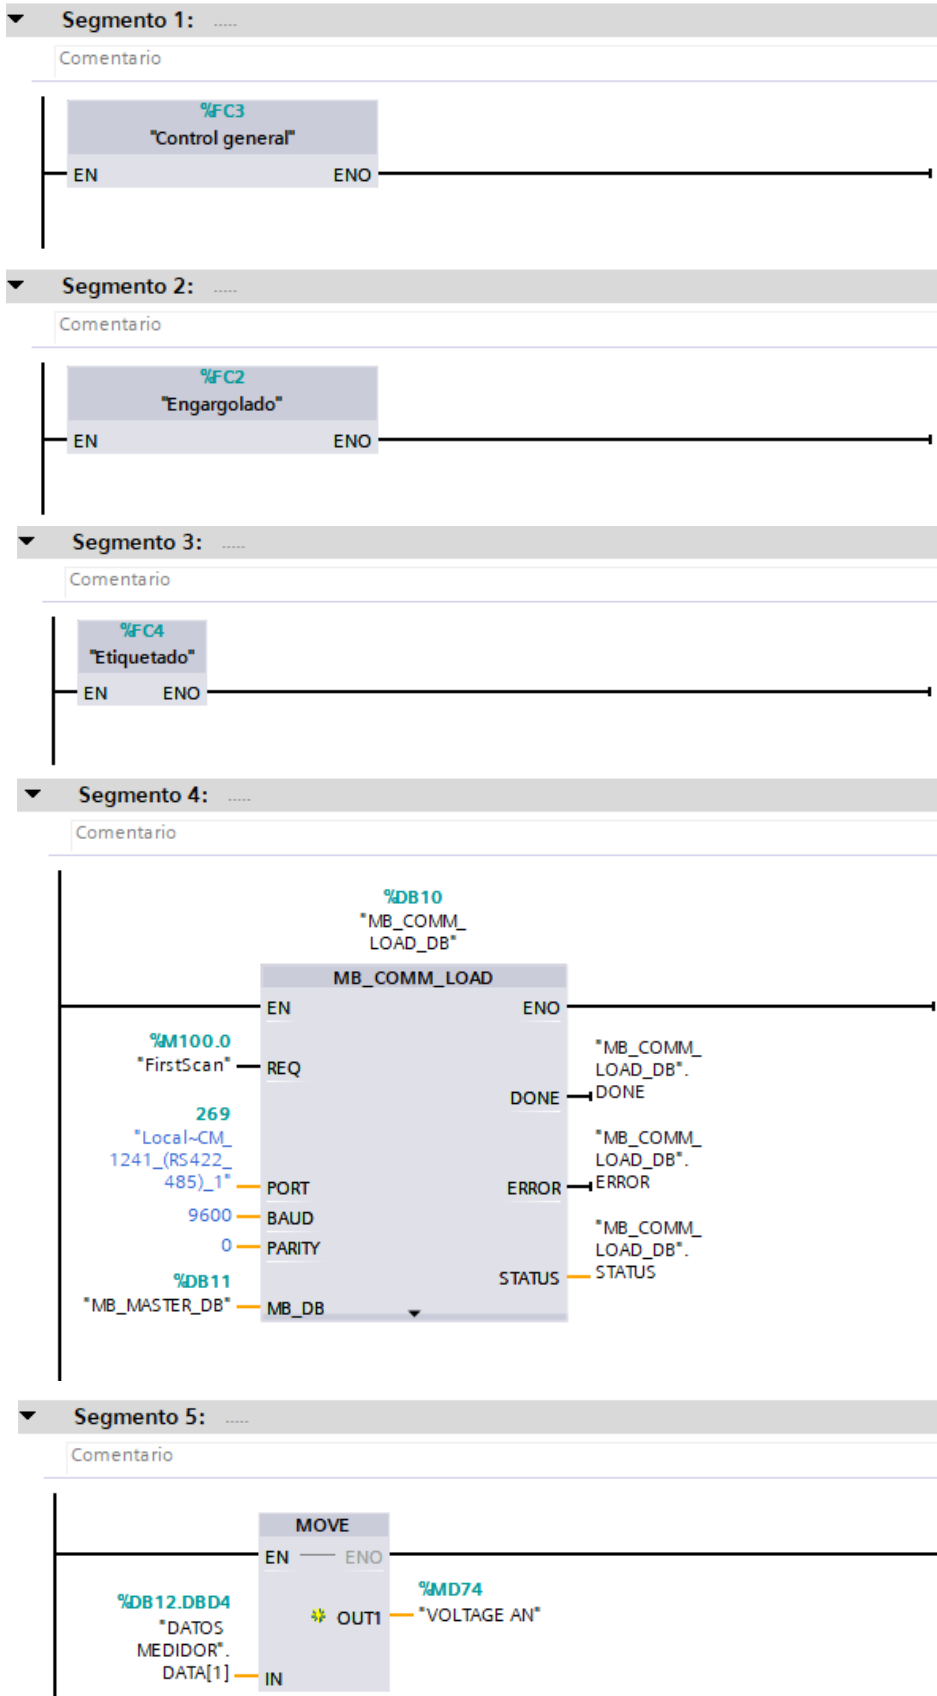 Segmento 1: .....
Comentario
%FC3
"Control general"
EN ENO
Segmento 2: .....
Comentario
%FC2
"Engargolado"
EN ENO
Segmento 3: .....
Comentario
%FC4
"Etiquetado"
EN ENO
Segmento 4: .....
Comentario
%DB10
"MB_COMM_
LOAD_DB"
MB_COMM_LOAD
EN ENO
%M100.0
"FirstScan" REQ
"MB_COMM_
LOAD_DB".
DONE DONE
269
"Local~CM_
1241_(RS422_
485)_1" PORT
"MB_COMM_
LOAD_DB".
ERROR ERROR
9600 BAUD
0 PARITY
"MB_COMM_
LOAD_DB".
STATUS STATUS
%DB11
"MB_MASTER_DB" MB_DB
Segmento 5: .....
Comentario
MOVE
EN ENO
%DB12.DBD4
"DATOS
MEDIDOR".
DATA[1] IN
%MD74
OUT1 "VOLTAGE AN"